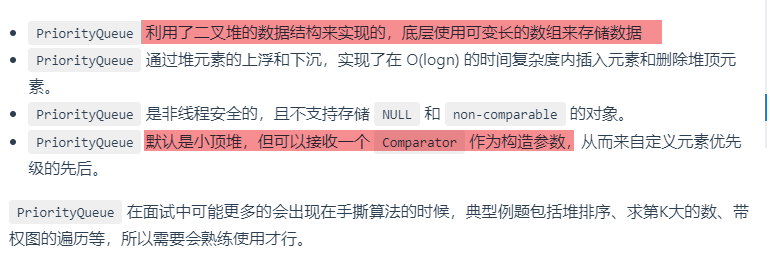 PriorityQueue 利用了二叉堆的数据结构来实现的，底层使用可变长的数组来存储数据
PriorityQueue 通过堆元素的上浮和下沉，实现了在 O(logn) 的时间复杂度内插入元素和删除堆顶元
素。
PriorityQueue 是非线程安全的，且不支持存储 NULL 和 non-comparable 的对象。
PriorityQueue 默认是小顶堆，但可以接收一个 Comparator 作为构造参数，从而来自定义元素优先
级的先后。
PriorityQueue 在面试中可能更多的会出现在手撕算法的时候，典型例题包括堆排序、求第K大的数、带
权图的遍历等，所以需要会熟练使用才行。